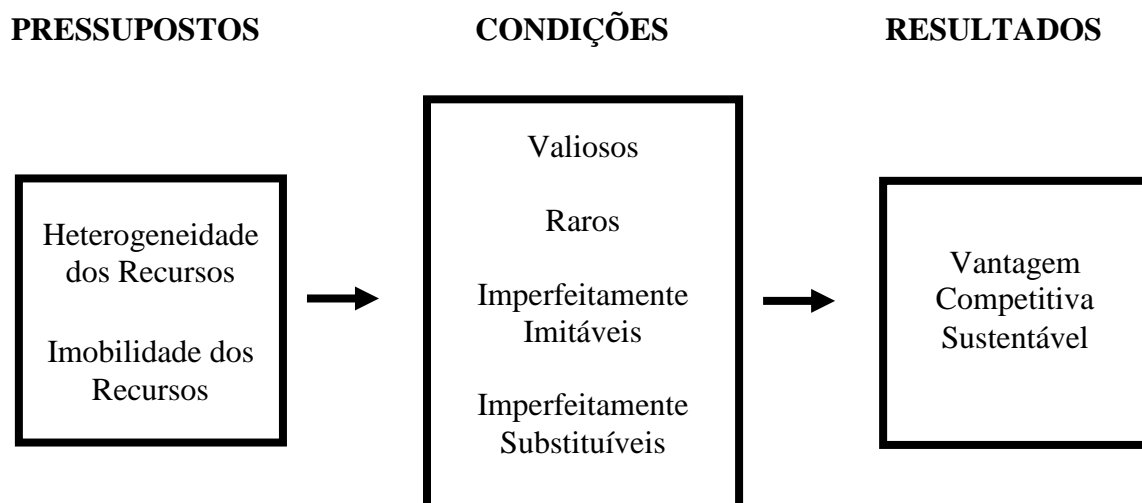 PRESSUPOSTOS
CONDIÇÕES
RESULTADOS
Heterogeneidade
dos Recursos
Imobilidade dos
Recursos
Valiosos
Raros
Imperfeitamente
Imitáveis
Imperfeitamente
Substituíveis
Vantagem
Competitiva
Sustentável